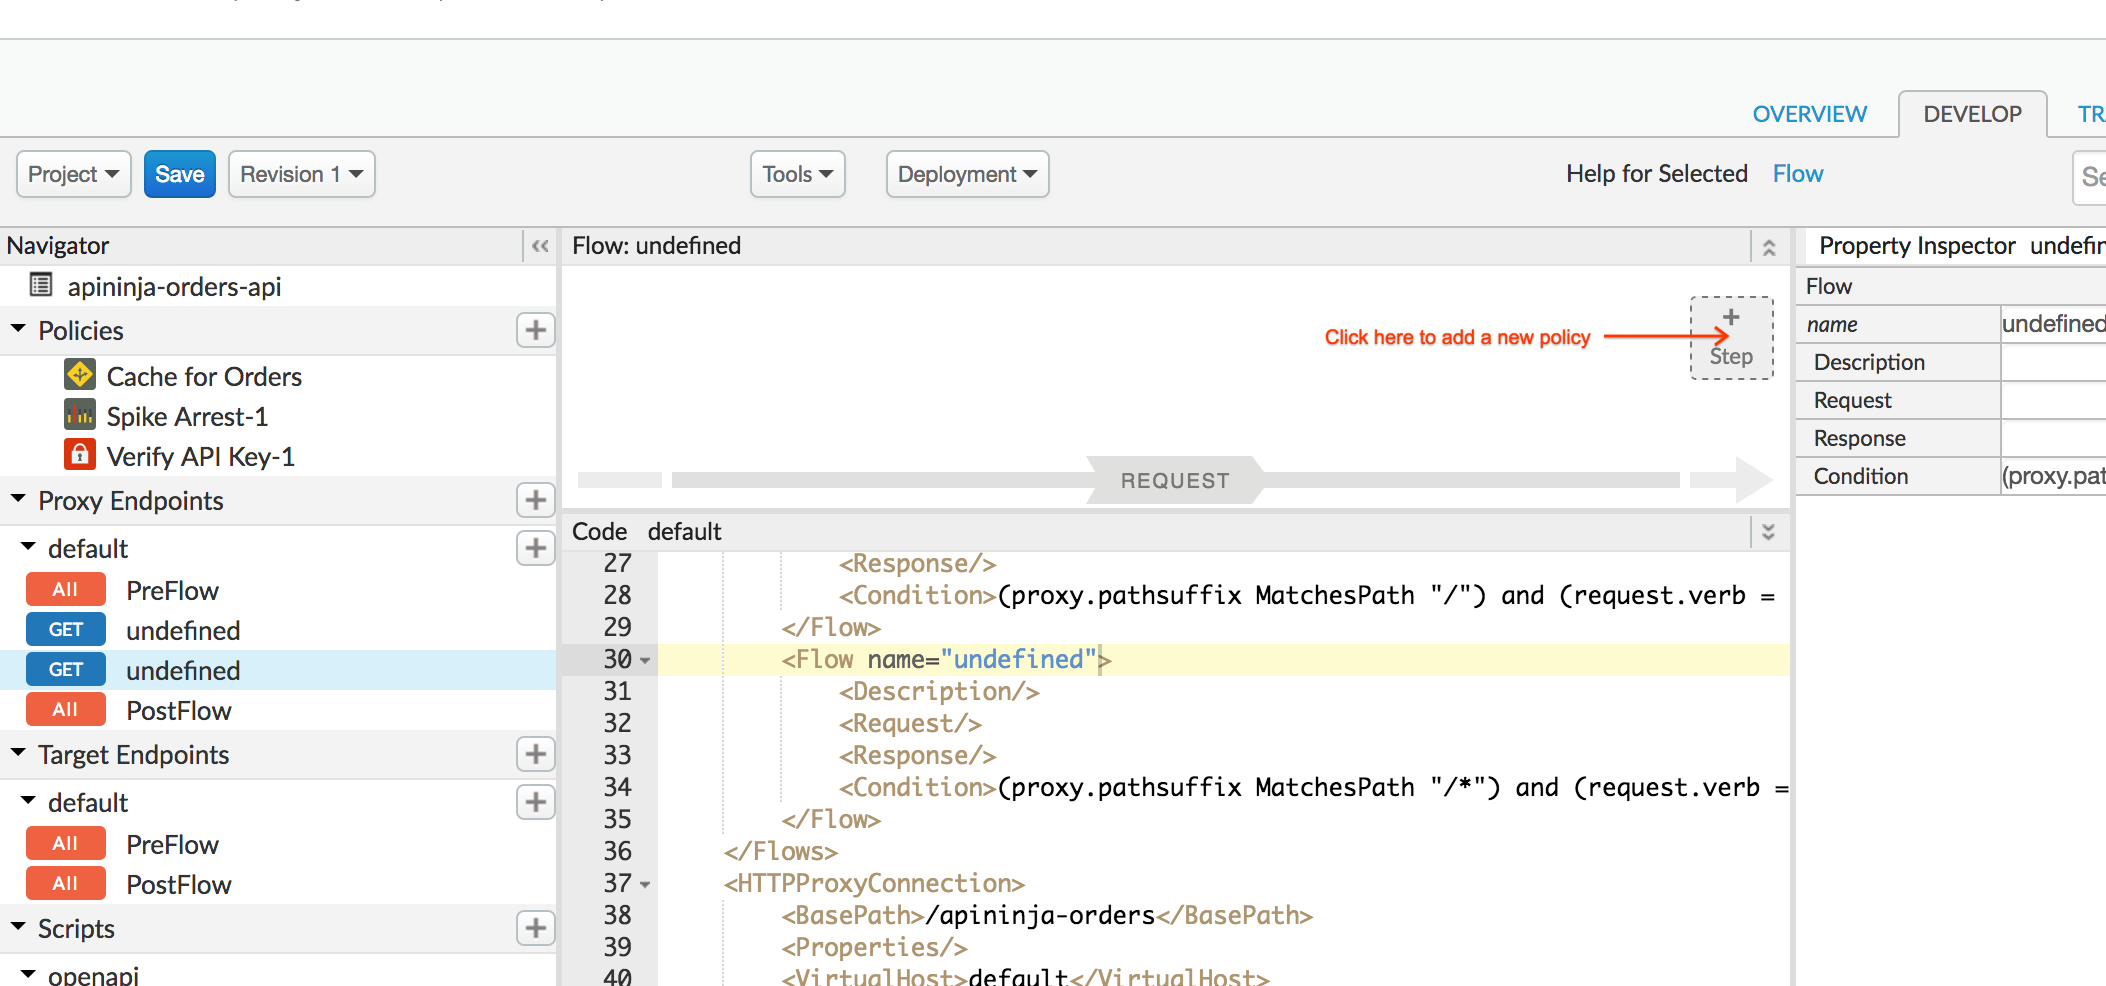 OVERVIEW DEVELOP TR
Project Save Revision 1 Tools Deployment Help for Selected Flow Se
Navigator
apininja-orders-api
Policies
Cache for Orders
Spike Arrest-1
Verify API Key-1
Proxy Endpoints
default
All PreFlow
GET undefined
GET undefined
All PostFlow
Target Endpoints
default
All PreFlow
All PostFlow
Scripts
openapi
Flow: undefined
Click here to add a new policy
+
Step
REQUEST
Code default
27 <Response/>
28 <Condition>(proxy.pathsuffix MatchesPath "/") and (request.verb =
29 </Flow>
30 <Flow name="undefined">
31 <Description/>
32 <Request/>
33 <Response/>
34 <Condition>(proxy.pathsuffix MatchesPath "/*") and (request.verb =
35 </Flow>
36 </Flows>
37 <HTTPProxyConnection>
38 <BasePath>/apininja-orders</BasePath>
39 <Properties/>
40 <VirtualHost>default</VirtualHost>
Property Inspector undefin
Flow
name undefined
Description
Request
Response
Condition (proxy.pat